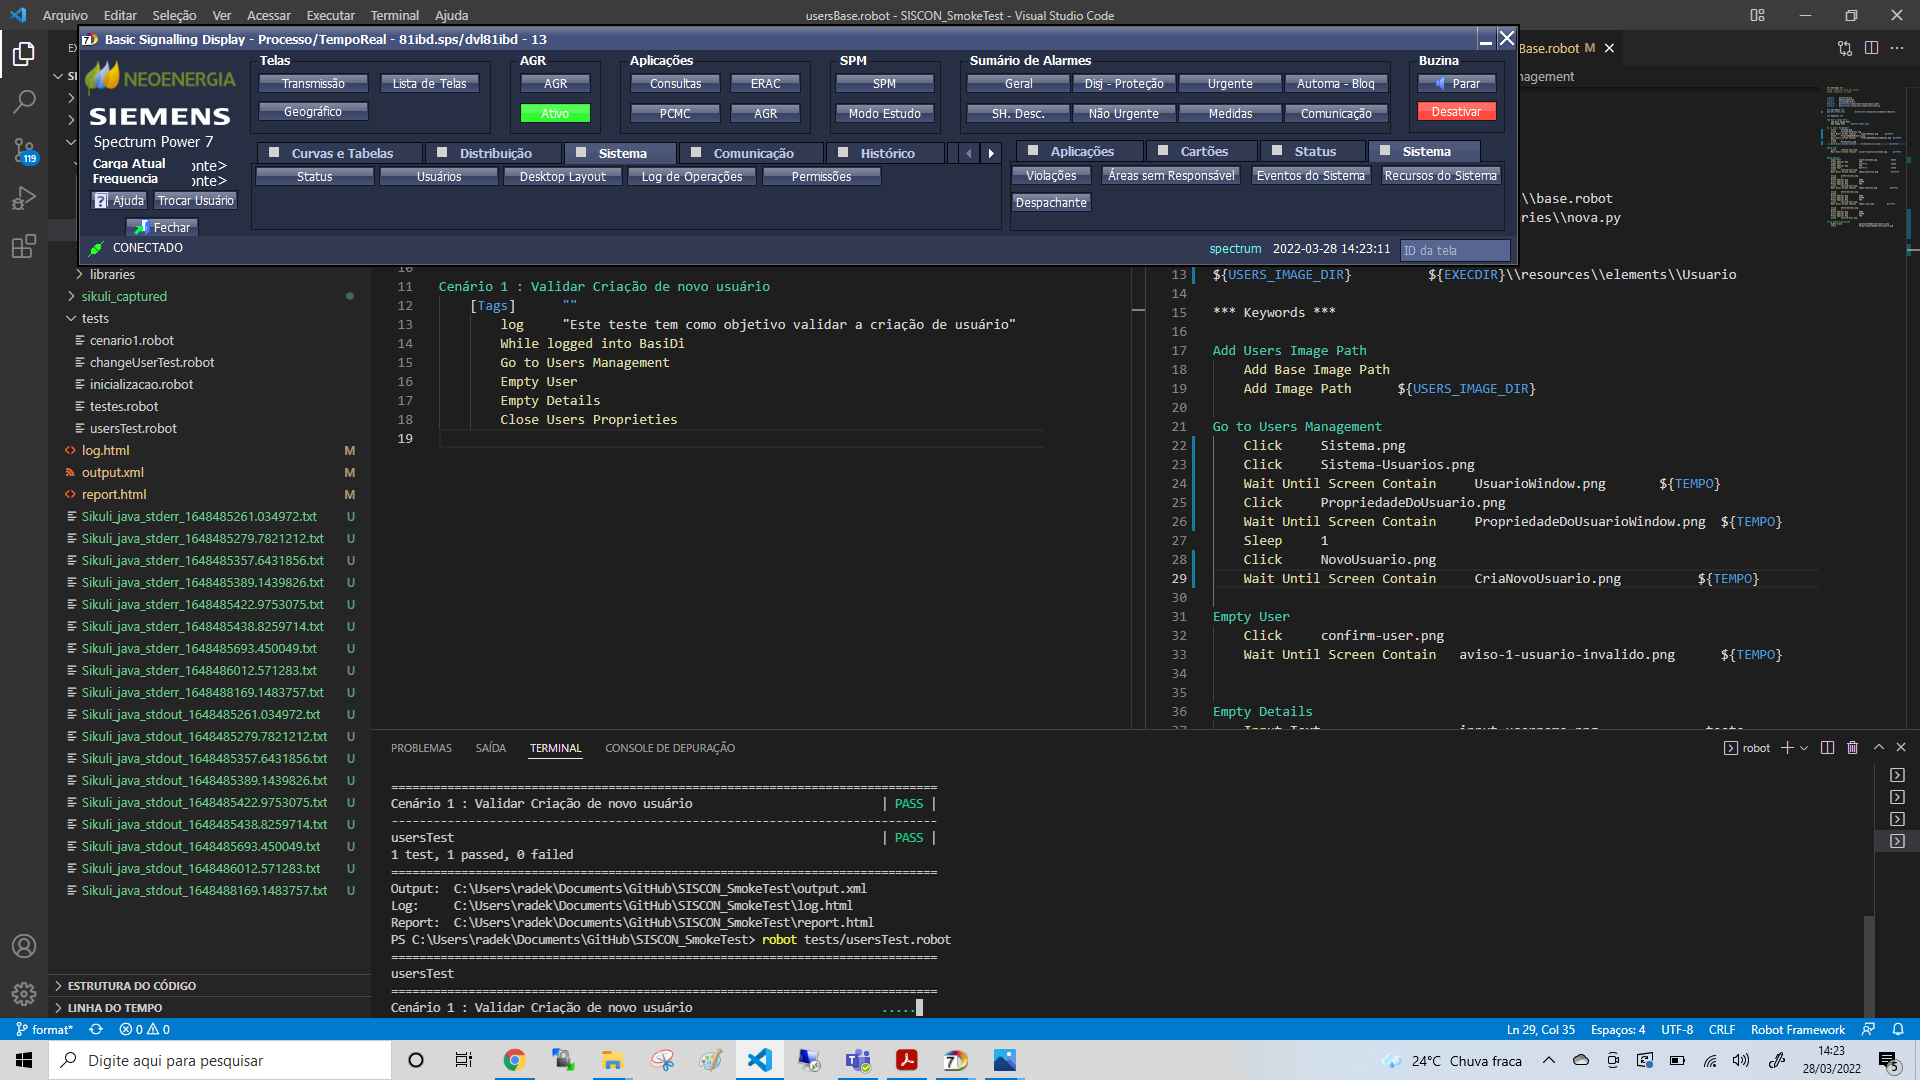 Arquivo Editar Seleção Ver Acessar Executar Terminal Ajuda
usersBase.robot - SISCON_SmokeTest - Visual Studio Code
Basic Signalling Display - Processo/TempoReal - 81ibd.sps/dvl81ibd - 13
NEOENERGIA
SIEMENS
Spectrum Power 7
Carga Atual onte>
Frequencia onte>
Ajuda Trocar Usuário
Fechar
CONECTADO
Telas
Transmissão Lista de Telas
Geográfico
AGR
AGR
Ativo
Aplicações
Consultas ERAC
PCMC AGR
SPM
SPM
Modo Estudo
Sumário de Alarmes
Geral Disj - Proteção Urgente Automa - Bloq
SH. Desc. Não Urgente Medidas Comunicação
Buzina
Parar
Desativar
Curvas e Tabelas Distribuição Sistema Comunicação Histórico
Status Usuários Desktop Layout Log de Operações Permissões
Aplicações Cartões Status Sistema
Violações Áreas sem Responsável Eventos do Sistema Recursos do Sistema
Despachante
spectrum 2022-03-28 14:23:11 ID da tela
Base.robot M
nagement
\\base.robot
ries\\nova.py
119
libraries
sikuli_captured
tests
cenario1.robot
changeUserTest.robot
inicializacao.robot
testes.robot
usersTest.robot
log.html M
output.xml M
report.html M
Sikuli_java_stderr_1648485261.034972.txt U
Sikuli_java_stderr_1648485279.7821212.txt U
Sikuli_java_stderr_1648485357.6431856.txt U
Sikuli_java_stderr_1648485389.1439826.txt U
Sikuli_java_stderr_1648485422.9753075.txt U
Sikuli_java_stderr_1648485438.8259714.txt U
Sikuli_java_stderr_1648485693.450049.txt U
Sikuli_java_stderr_1648486012.571283.txt U
Sikuli_java_stderr_1648488169.1483757.txt U
Sikuli_java_stdout_1648485261.034972.txt U
Sikuli_java_stdout_1648485279.7821212.txt U
Sikuli_java_stdout_1648485357.6431856.txt U
Sikuli_java_stdout_1648485389.1439826.txt U
Sikuli_java_stdout_1648485422.9753075.txt U
Sikuli_java_stdout_1648485438.8259714.txt U
Sikuli_java_stdout_1648485693.450049.txt U
Sikuli_java_stdout_1648486012.571283.txt U
Sikuli_java_stdout_1648488169.1483757.txt U
ESTRUTURA DO CÓDIGO
LINHA DO TEMPO
10
11 Cenário 1 : Validar Criação de novo usuário
12 [Tags] ""
13 log "Este teste tem como objetivo validar a criação de usuário"
14 While logged into BasiDi
15 Go to Users Management
16 Empty User
17 Empty Details
18 Close Users Proprieties
19
13 ${USERS_IMAGE_DIR} ${EXECDIR}\\resources\\elements\\Usuario
14
15 *** Keywords ***
16
17 Add Users Image Path
18 Add Base Image Path
19 Add Image Path ${USERS_IMAGE_DIR}
20
21 Go to Users Management
22 Click Sistema.png
23 Click Sistema-Usuarios.png
24 Wait Until Screen Contain UsuarioWindow.png ${TEMPO}
25 Click PropriedadeDoUsuario.png
26 Wait Until Screen Contain PropriedadeDoUsuarioWindow.png ${TEMPO}
27 Sleep 1
28 Click NovoUsuario.png
29 Wait Until Screen Contain CriaNovoUsuario.png ${TEMPO}
30
31 Empty User
32 Click confirm-user.png
33 Wait Until Screen Contain aviso-1-usuario-invalido.png ${TEMPO}
34
35
36 Empty Details
PROBLEMAS SAÍDA TERMINAL CONSOLE DE DEPURAÇÃO
robot
==============================================================================
Cenário 1 : Validar Criação de novo usuário | PASS |
------------------------------------------------------------------------------
usersTest | PASS |
1 test, 1 passed, 0 failed
==============================================================================
Output: C:\Users\radek\Documents\GitHub\SISCON_SmokeTest\output.xml
Log: C:\Users\radek\Documents\GitHub\SISCON_SmokeTest\log.html
Report: C:\Users\radek\Documents\GitHub\SISCON_SmokeTest\report.html
PS C:\Users\radek\Documents\GitHub\SISCON_SmokeTest> robot tests/usersTest.robot
==============================================================================
usersTest
==============================================================================
Cenário 1 : Validar Criação de novo usuário .....
format* 0 0
Ln 29, Col 35 Espaços: 4 UTF-8 CRLF Robot Framework
Digite aqui para pesquisar
24°C Chuva fraca
14:23
28/03/2022
5